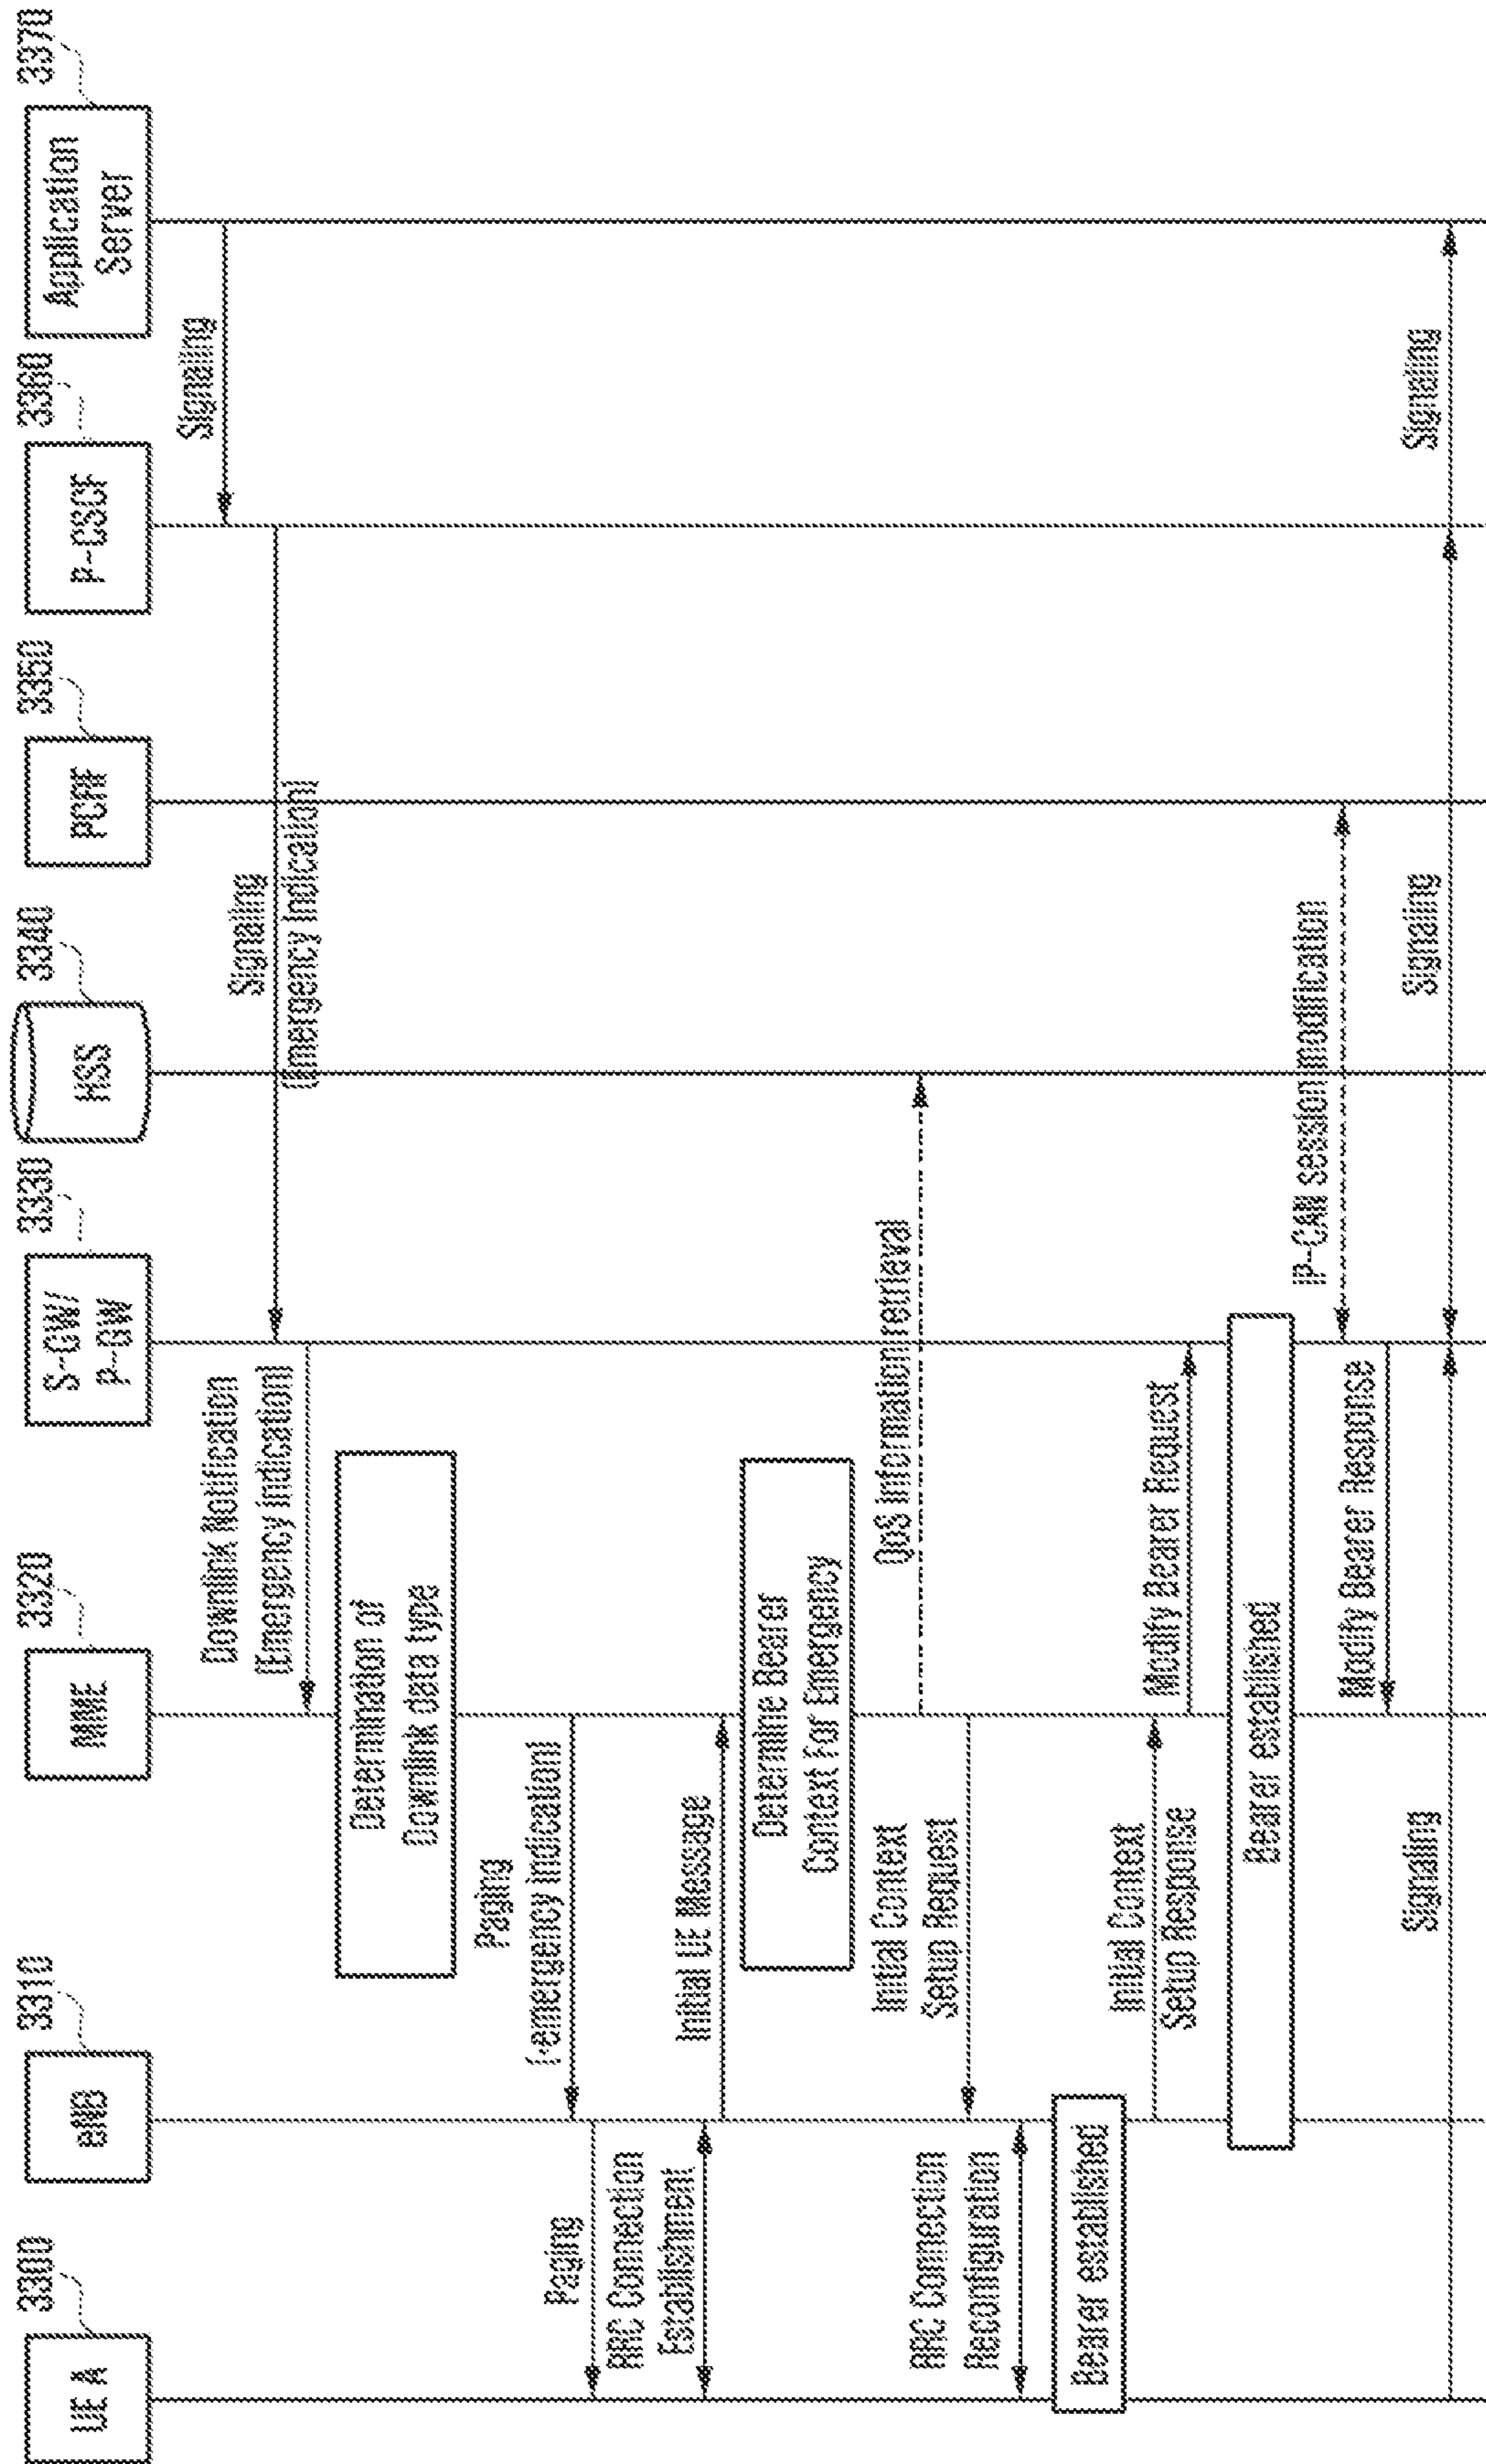 3300
UE A
3310
eNB
3320
MME
3330
S-GW/
P-GW
3340
HSS
3350
PCRF
3360
P-CSCF
3370
Application
Server
Signaling
Signaling
(Emergency Indication)
Downlink Notification
(Emergency indication)
Determination of
Downlink data type
Paging
(-emergency indication)
Paging
RRC Connection
Establishment
Initial UE Message
Determine Bearer
Context for Emergency
QoS information retrieval
Initial Context
Setup Request
RRC Connection
Reconfiguration
Bearer established
Initial Context
Setup Response
Modify Bearer Request
Bearer established
IP-CAN session modification
Modify Bearer Response
Signaling
Signaling
Signaling